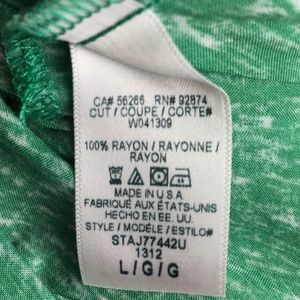 CA# 56266 RN# 92874
CUT / COUPE / CORTE#
W041309
100% RAYON / RAYONNE /
RAYON
MADE IN U.S.A
FABRIQUÉ AUX ÉTATS-UNIS
HECHO EN EE. UU.
STYLE / MODÈLE / ESTILO#
STAJ77442U
1312
L / G / G